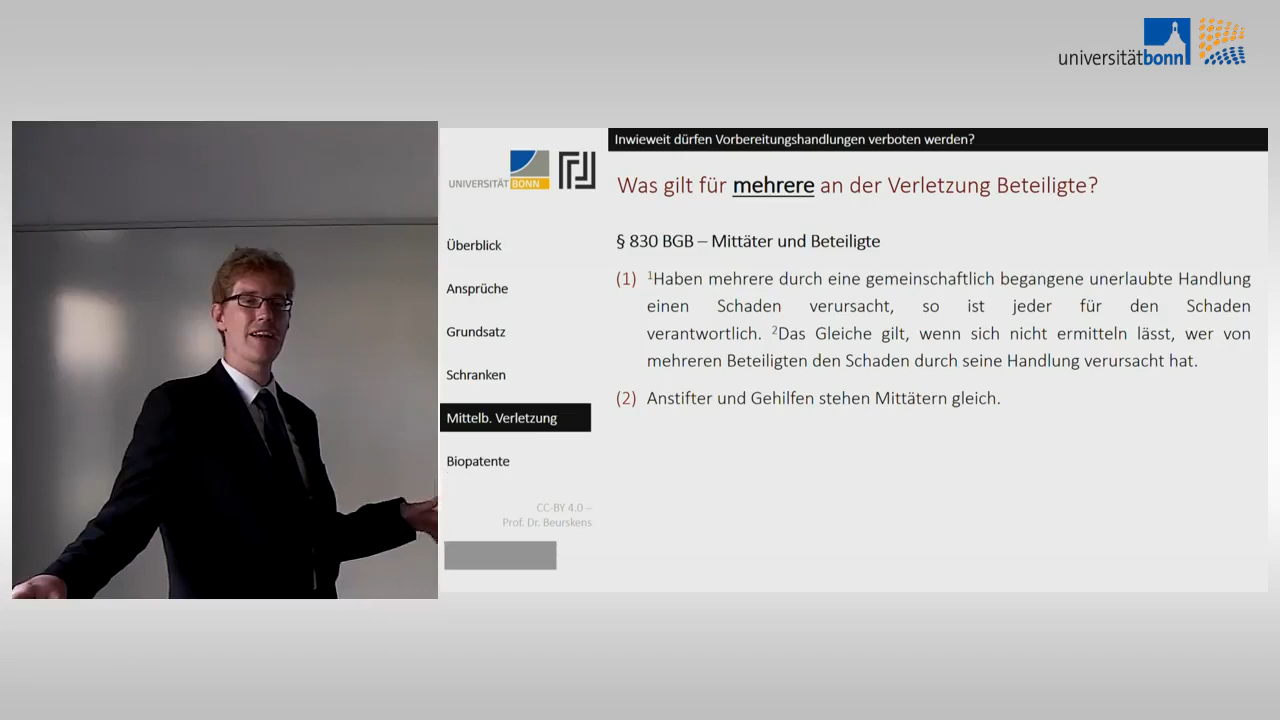 universitätbonn
Inwieweit dürfen Vorbereitungshandlungen verboten werden?
UNIVERSITÄT BONN
Was gilt für mehrere an der Verletzung Beteiligte?
Überblick
Ansprüche
Grundsatz
Schranken
Mittelb. Verletzung
Biopatente
CC-BY 4.0 –
Prof. Dr. Beurskens
§ 830 BGB – Mittäter und Beteiligte
(1) ¹Haben mehrere durch eine gemeinschaftlich begangene unerlaubte Handlung
einen Schaden verursacht, so ist jeder für den Schaden
verantwortlich. ²Das Gleiche gilt, wenn sich nicht ermitteln lässt, wer von
mehreren Beteiligten den Schaden durch seine Handlung verursacht hat.
(2) Anstifter und Gehilfen stehen Mittätern gleich.